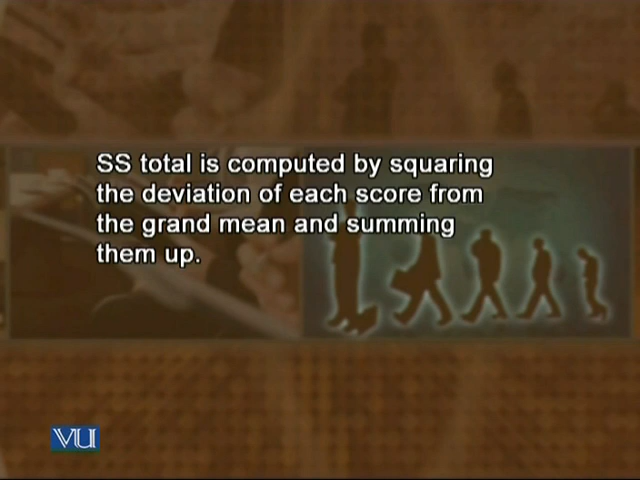 SS total is computed by squaring
the deviation of each score from
the grand mean and summing
them up.
VU